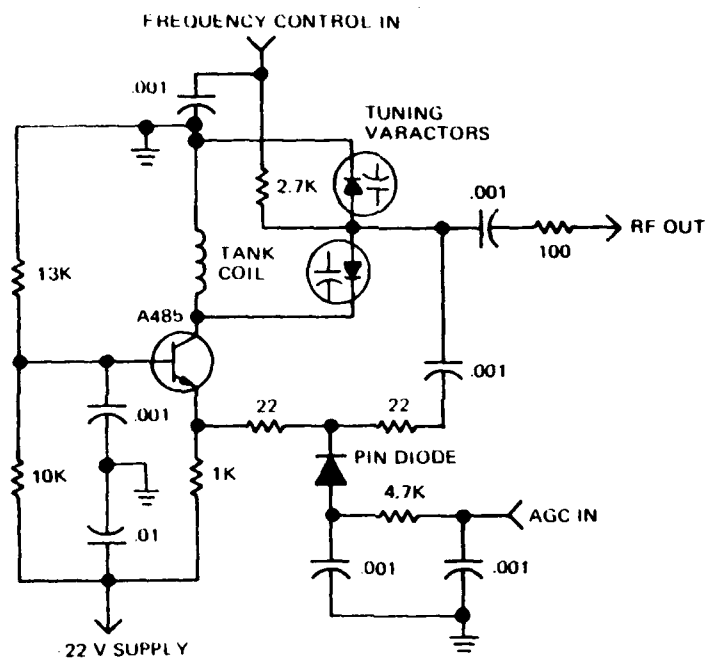 FREQUENCY CONTROL IN
.001
TUNING
VARACTORS
2.7K
.001
RF OUT
100
13K
TANK
COIL
A485
.001
22
22
.001
PIN DIODE
10K
1K
4.7K
AGC IN
.01
.001
.001
-22 V SUPPLY